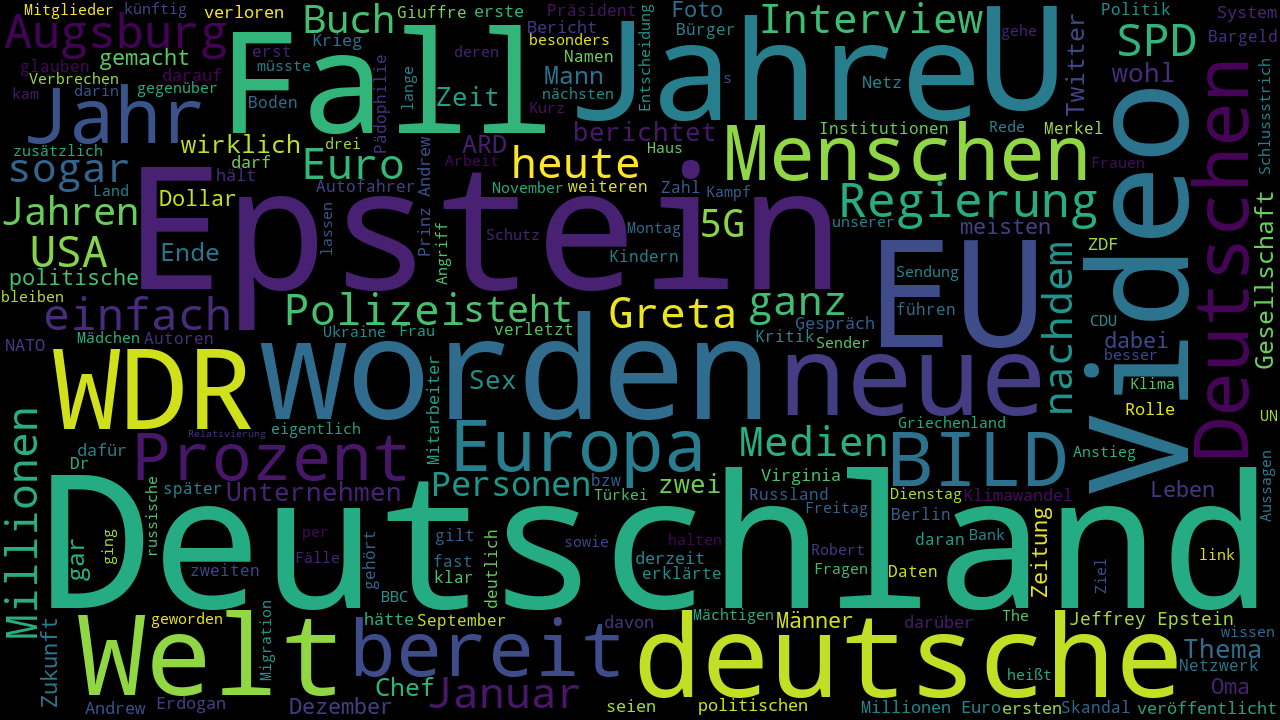 Mitglieder
künftig
verloren
Buch
Giuffre
erste
Präsident
Foto
Interview
Politik
System
Augsburg
Fall
Jahre
U
Bericht
besonders
Bürger
SPD
Bargeld
gemacht
erst
Krieg
deren
Namen
Entscheidung
gehe
Twitter
glauben
Verbrechen
darauf
müsste
Pädophilie
lange
Mann
Netz
wohl
Video
kam
darin
gegenüber
Boden
Zeit
nächsten
s
Jahr
Kurz
Deutschen
Schlussstrich
zusätzlich
wirklich
drei
ARD
berichtet
Menschen
Institutionen
Rede
Merkel
sogar
darf
Euro
Arbeit
heute
Haus
Frauen
hält
Autofahrer
Andrew
November
weiteren
Zahl
Kampf
Land
Dollar
Epstein
Regierung
Jahren
lassen
Prinz
Schutz
Montag
5G
unserer
meisten
USA
Ende
Angriff
Kindern
EU
nachdem
ZDF
Gesellschaft
politische
Sendung
bleiben
einfach
Polizei
steht
Greta
ganz
führen
Ukraine
Frau
verletzt
Kritik
Gespräch
Sender
CDU
dabei
NATO
Mädchen
Autoren
besser
WDR
worden
neue
Sex
Klima
Mitarbeiter
Rolle
UN
Relativierung
eigentlich
Europa
Medien
Griechenland
Millionen
dafür
Prozent
BILD
Anstieg
Dr
bzw
Virginia
russische
später
Unternehmen
Personen
Türkei
zwei
Russland
Dienstag
Klimawandel
Leben
Aussagen
Freitag
Berlin
Zeitung
Deutschland
gar
ging
per
gilt
halten
sowie
daran
Bank
Fälle
gehört
fast
deutlich
derzeit
Robert
link
zweiten
klar
erklärte
Fragen
Daten
Ziel
BBC
Welt
geworden
Migration
hätte
September
davon
Mächtigen
Männer
darüber
The
Jeffrey Epstein
wissen
Zukunft
bereit
deutsche
Thema
heißt
Netzwerk
Chef
Januar
Oma
Andrew
Erdogan
Dezember
seien
politischen
Millionen Euro
ersten
Skandal
veröffentlicht